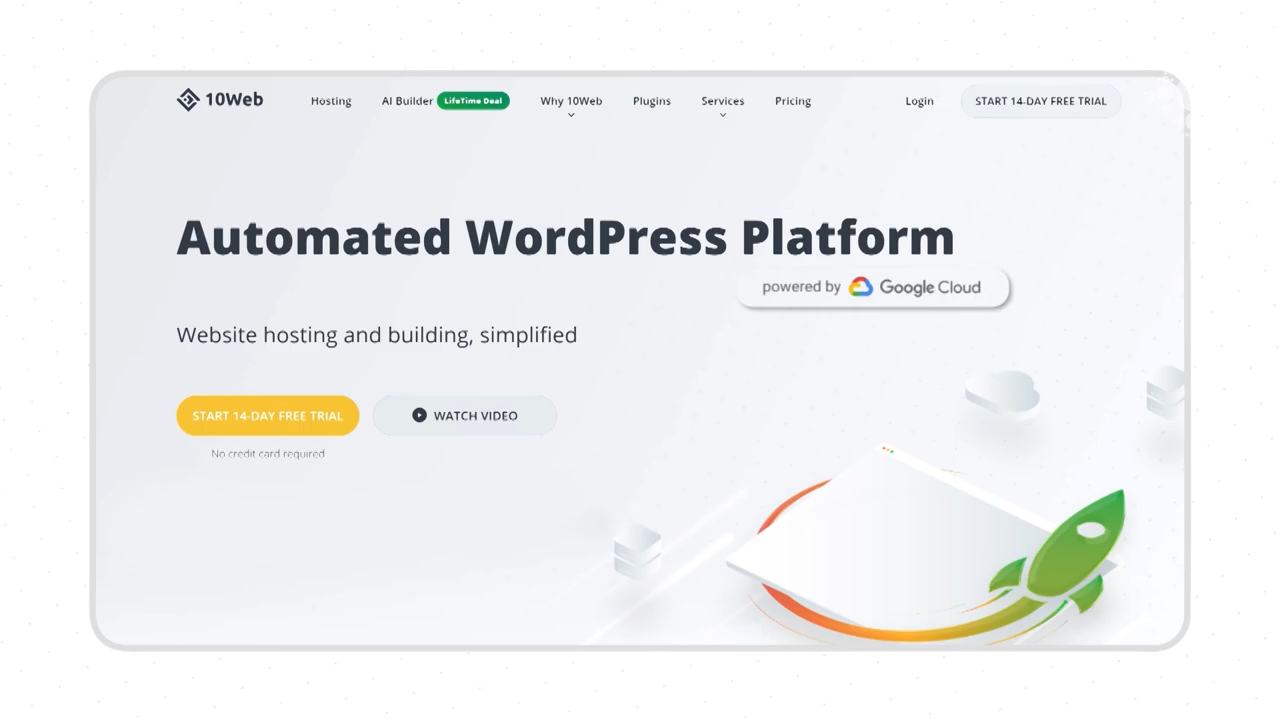 10Web Hosting AI Builder LifeTime Deal Why 10Web Plugins Services Pricing Login START 14-DAY FREE TRIAL
Automated WordPress Platform
powered by Google Cloud
Website hosting and building, simplified
START 14-DAY FREE TRIAL WATCH VIDEO
No credit card required